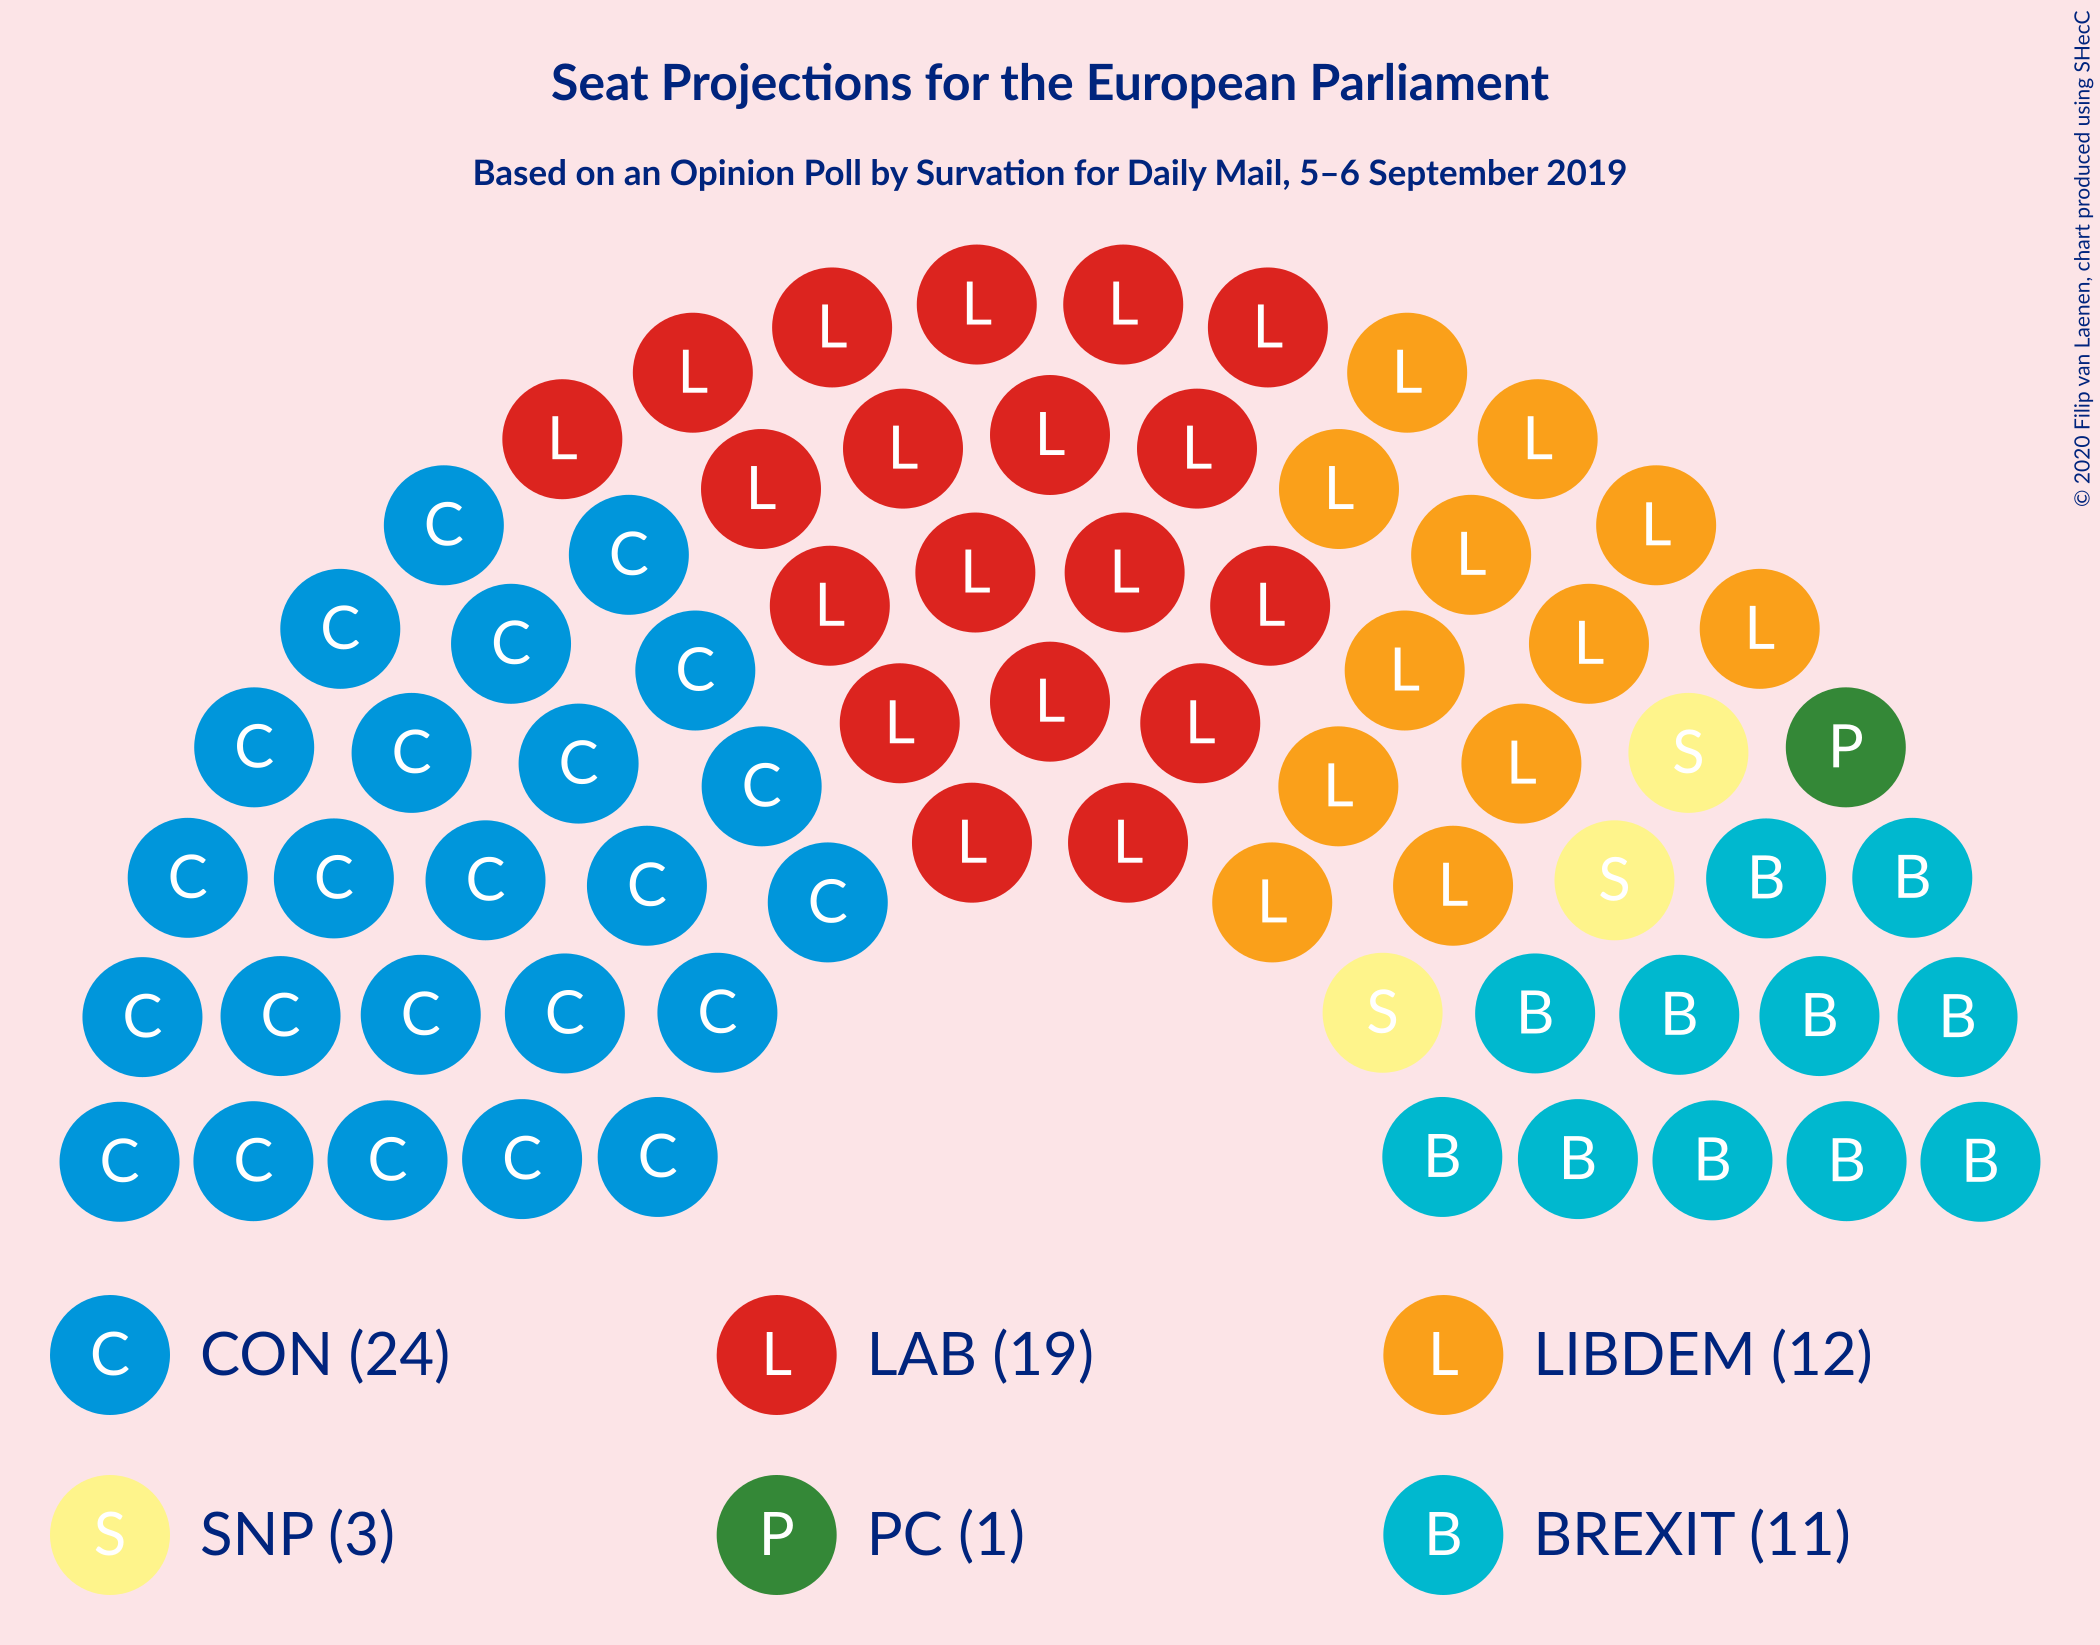 Seat Projections for the European Parliament
Based on an Opinion Poll by Survation for Daily Mail, 5–6 September 2019
© 2020 Filip van Laenen, chart produced using SHecC
L L
L L
L L
L L
L
L L
L L
C L
C L L C
L L
L L
C L
C C L L
L
L L
C P
C C S
C L
C L
L L
C C C B B
C S
C L
C L
C C C C C S B B B B
C C C C C B B B B B
C CON (24) L LAB (19) L LIBDEM (12)
S SNP (3) P PC (1) B BREXIT (11)